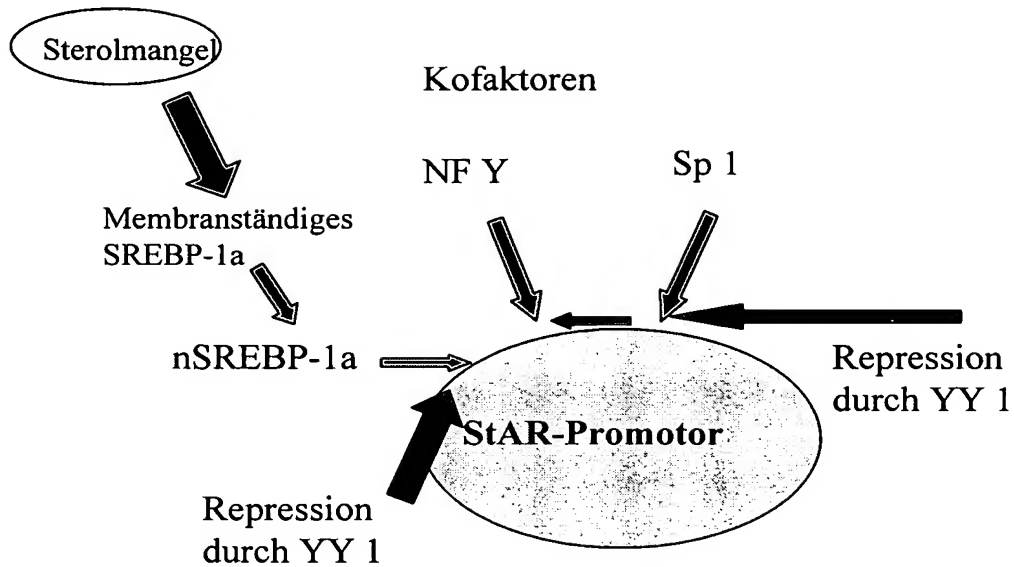 Sterolmangel
Kofaktoren
NF Y
Sp 1
Membranständiges
SREBP-1a
nSREBP-1a
Repression
durch YY 1
StAR-Promotor
Repression
durch YY 1